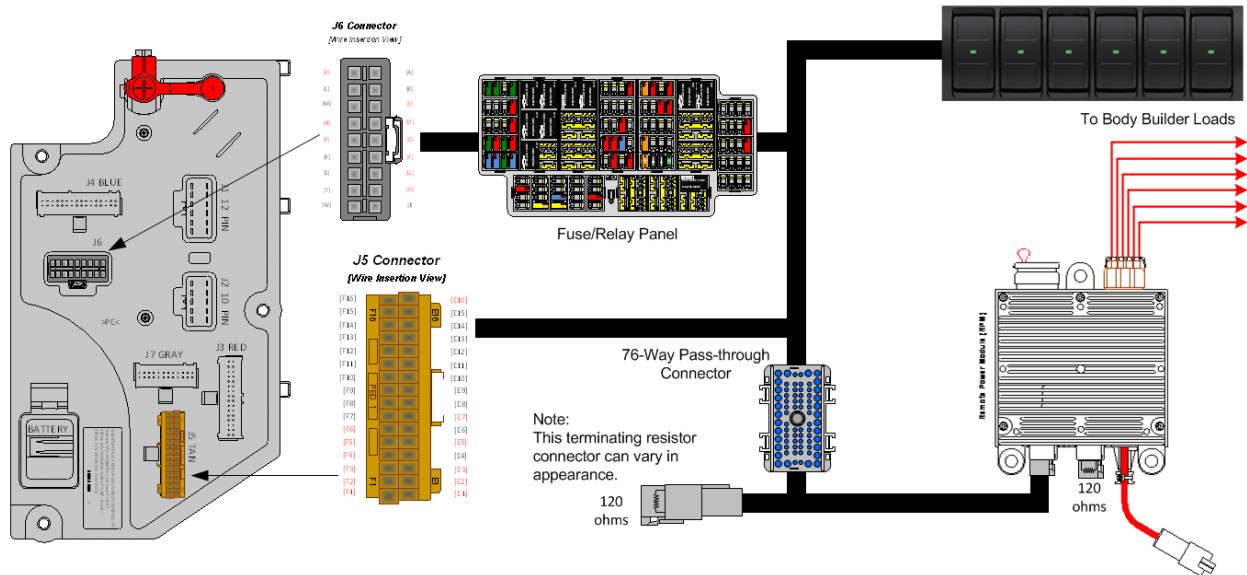 J6 Connector
[Wire Insertion View]
[K]
[L]
[M]
[N]
[P]
[R]
[S]
[T]
[W]
[A]
[B]
[C]
[D]
[E]
[F]
[G]
[H]
[J]
Fuse/Relay Panel
To Body Builder Loads
J4 BLUE
J1 12 PIN
J6
J2 10 PIN
>PC<
J3 RED
J7 GRAY
J5 TAN
BATTERY
J5 Connector
[Wire Insertion View]
[F16]
[F15]
[F14]
[F13]
[F12]
[F11]
[F10]
[F9]
[F8]
[F7]
[F6]
[F5]
[F4]
[F3]
[F2]
[F1]
F16
E16
PED 1
F1
E1
[E16]
[E15]
[E14]
[E13]
[E12]
[E11]
[E10]
[E9]
[E8]
[E7]
[E6]
[E5]
[E4]
[E3]
[E2]
[E1]
76-Way Pass-through
Connector
Note:
This terminating resistor
connector can vary in
appearance.
120
ohms
Remote Power Module [RPM]
120
ohms